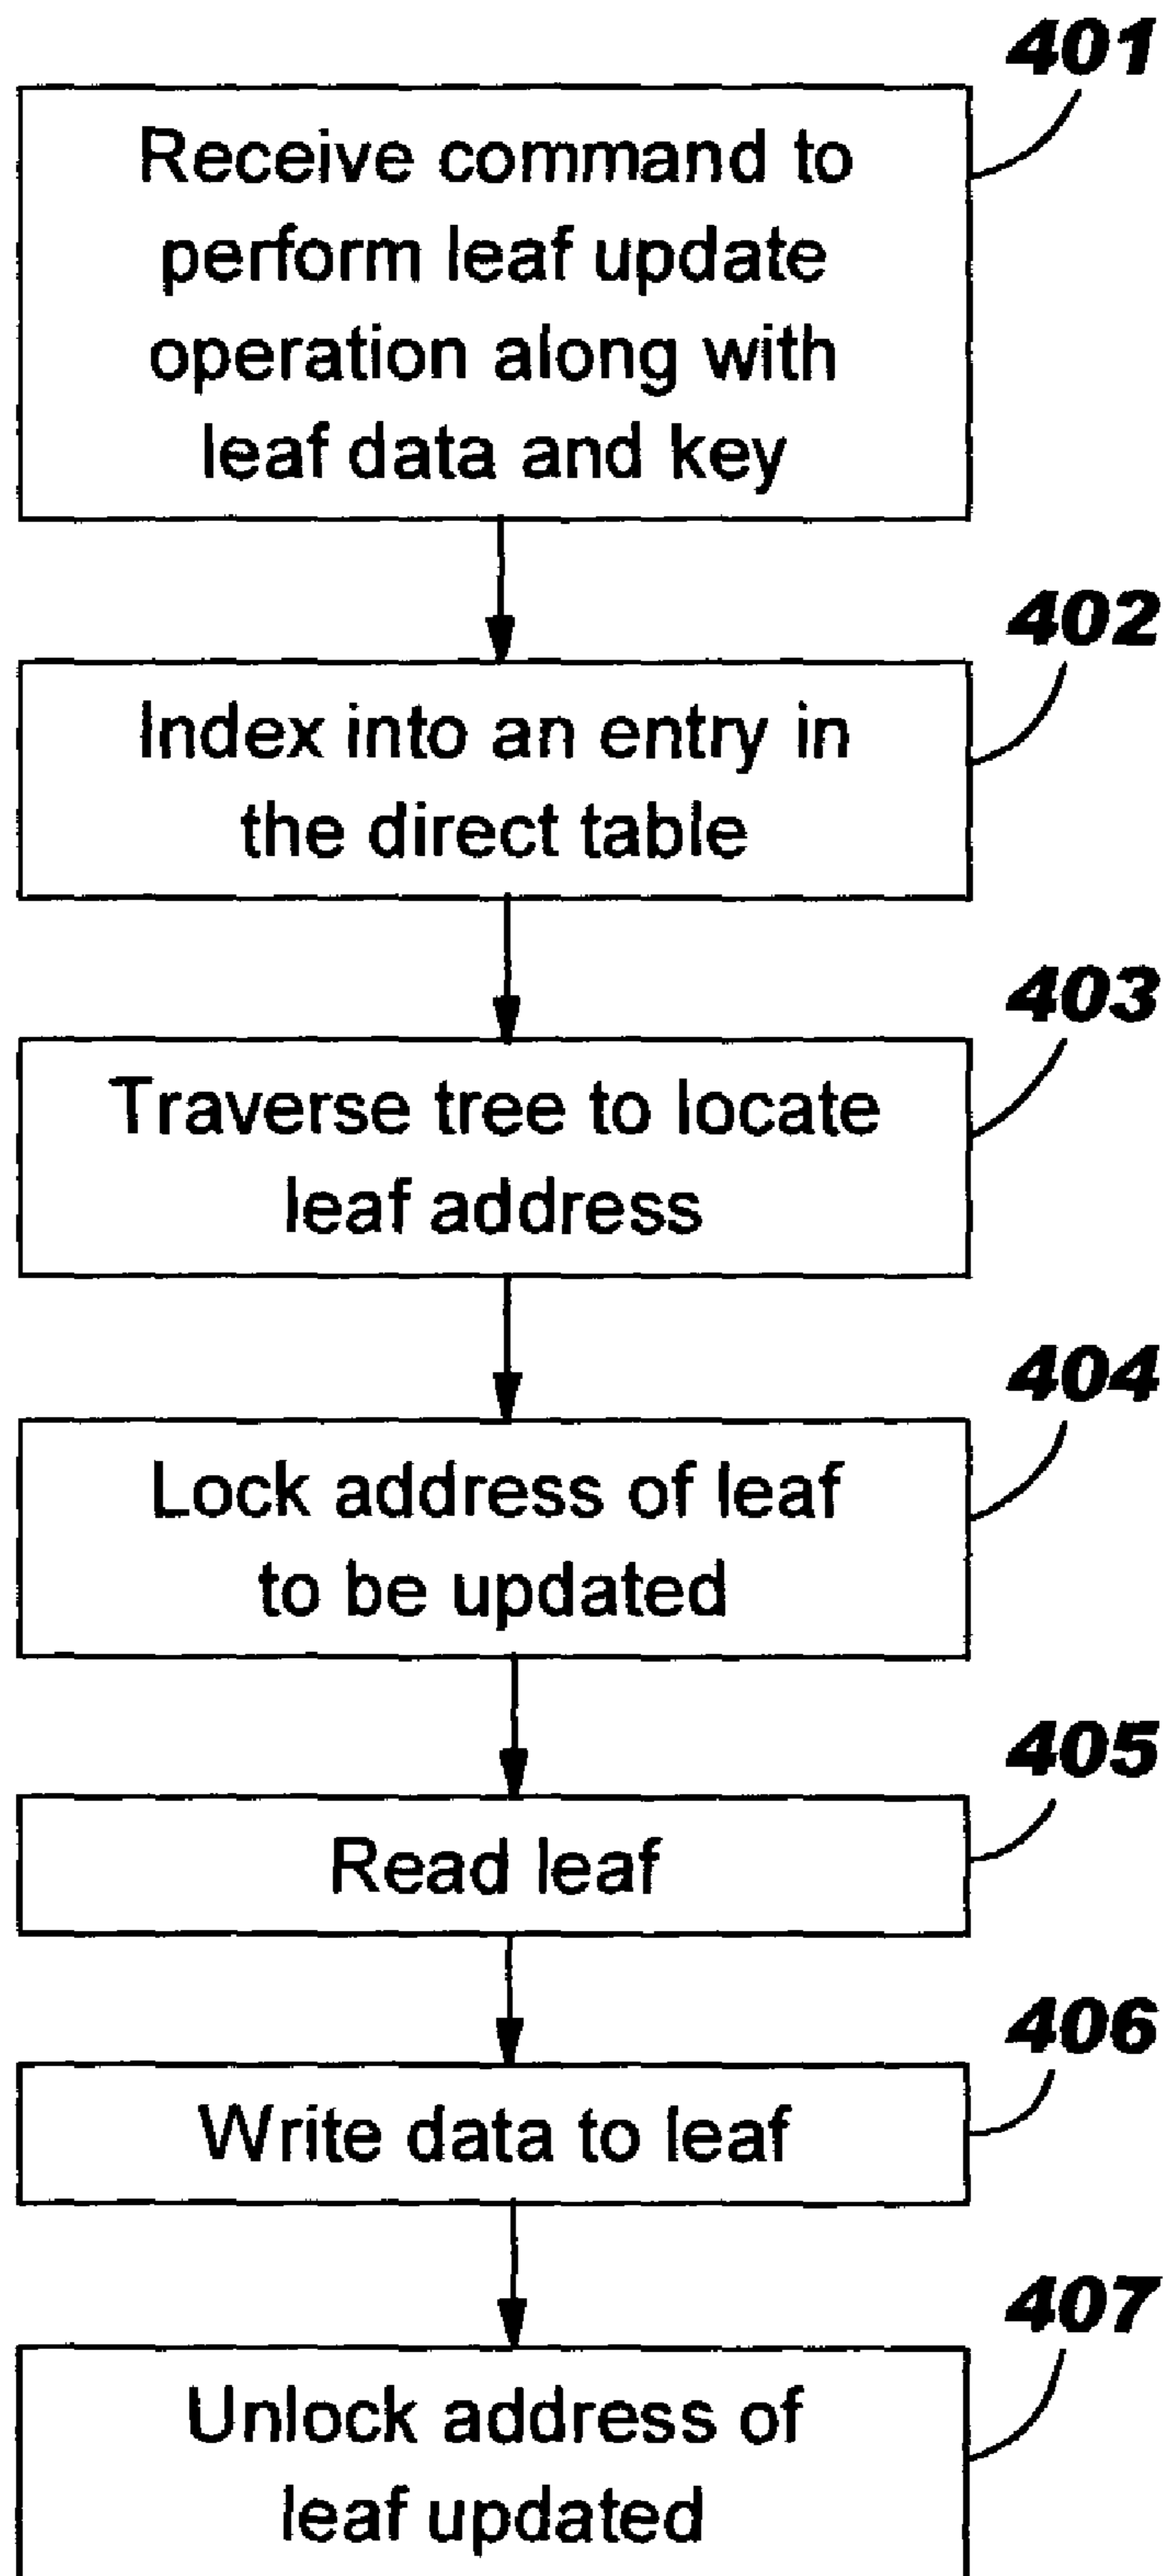 401
Receive command to
perform leaf update
operation along with
leaf data and key
402
Index into an entry in
the direct table
403
Traverse tree to locate
leaf address
404
Lock address of leaf
to be updated
405
Read leaf
406
Write data to leaf
407
Unlock address of
leaf updated